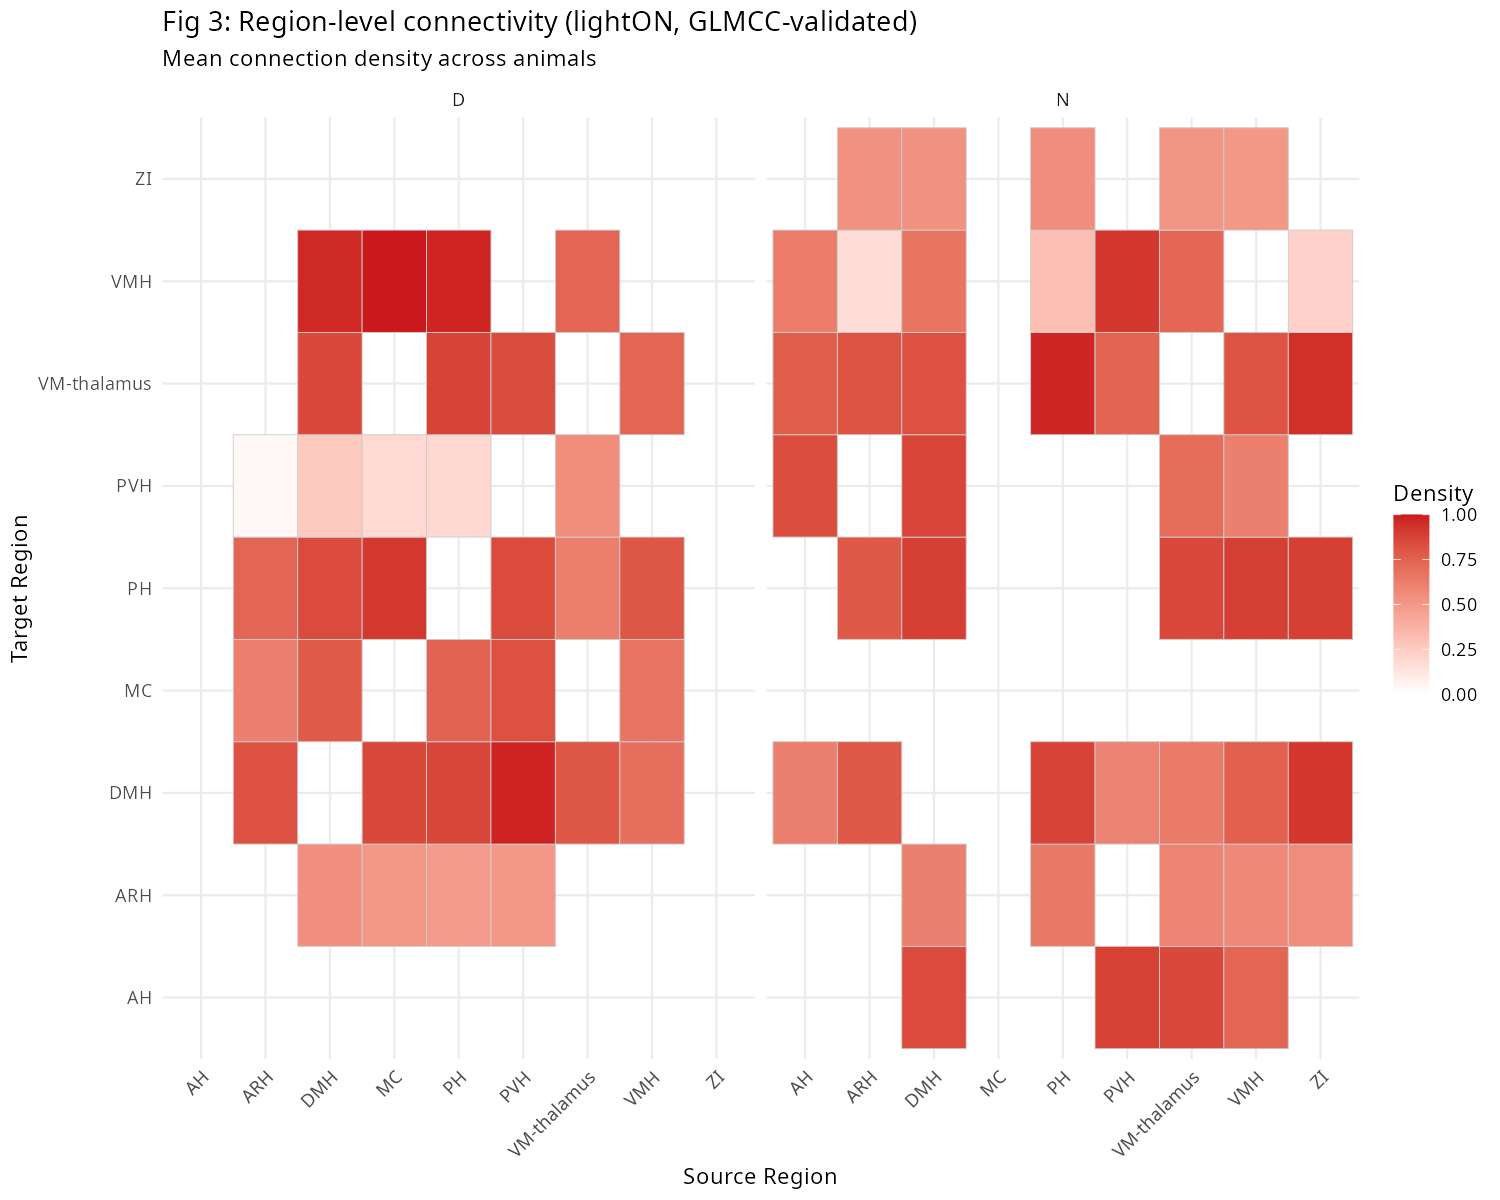 Fig 3: Region-level connectivity (lightON, GLMCC-validated)
Mean connection density across animals
D
N
Target Region
ZI
VMH
VM-thalamus
PVH
PH
MC
DMH
ARH
AH
AH
ARH
DMH
MC
PH
PVH
VM-thalamus
VMH
ZI
AH
ARH
DMH
MC
PH
PVH
VM-thalamus
VMH
ZI
Source Region
Density
1.00
0.75
0.50
0.25
0.00